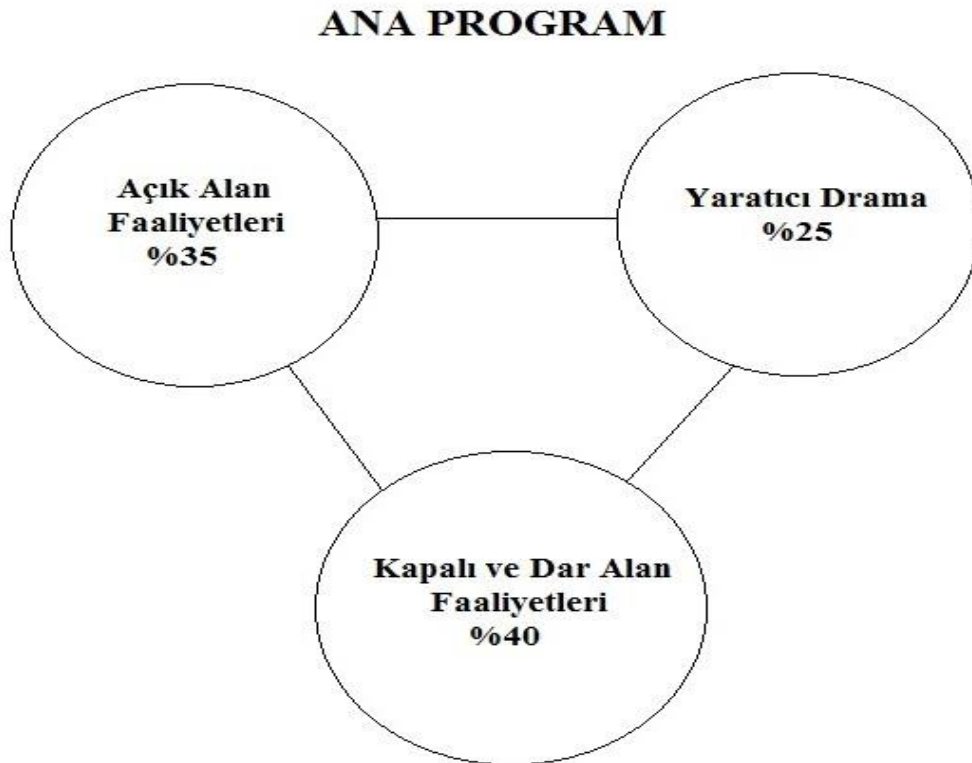 ANA PROGRAM
Açık Alan
Faaliyetleri
%35
Yaratıcı Drama
%25
Kapalı ve Dar Alan
Faaliyetleri
%40